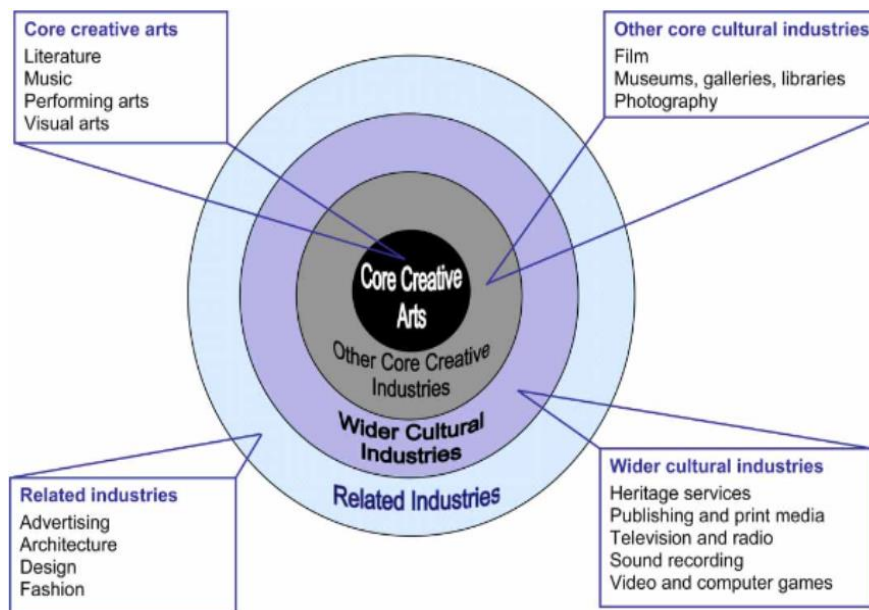 Core creative arts
Literature
Music
Performing arts
Visual arts
Other core cultural industries
Film
Museums, galleries, libraries
Photography
Core Creative
Arts
Other Core Creative
Industries
Wider Cultural
Industries
Related Industries
Related industries
Advertising
Architecture
Design
Fashion
Wider cultural industries
Heritage services
Publishing and print media
Television and radio
Sound recording
Video and computer games